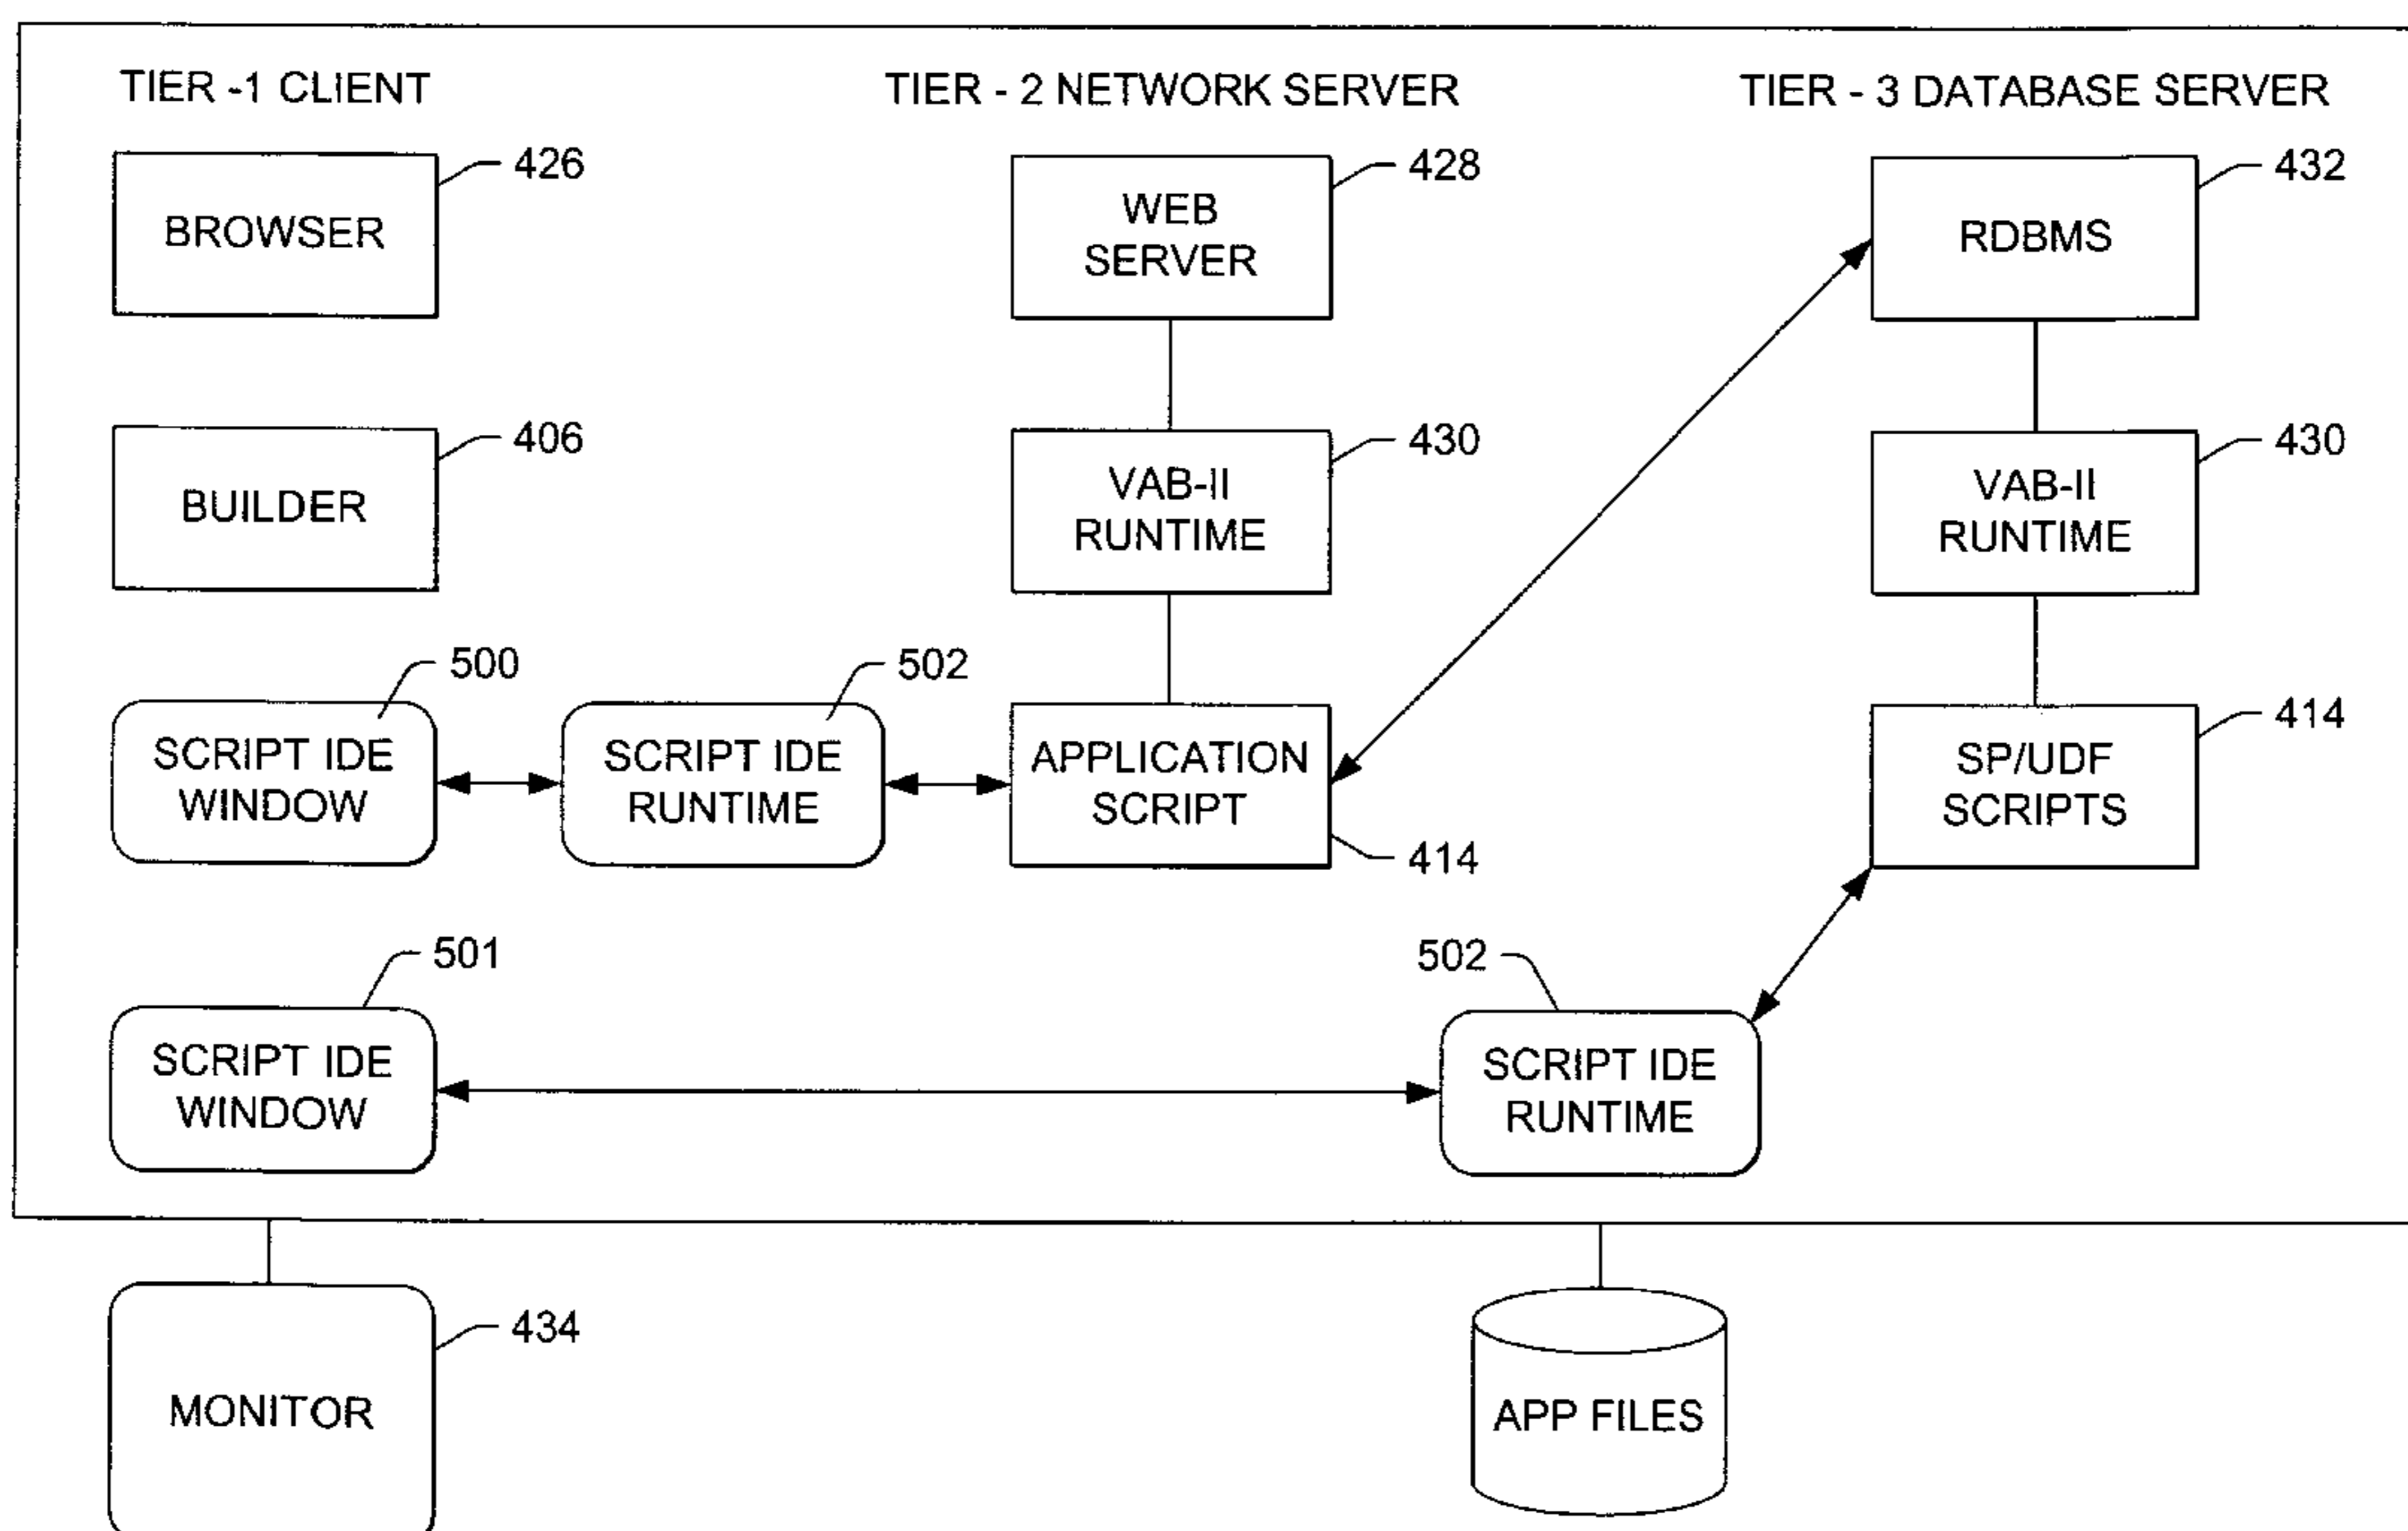 TIER -1 CLIENT
TIER - 2 NETWORK SERVER
TIER - 3 DATABASE SERVER
BROWSER
426
WEB
SERVER
428
RDBMS
432
BUILDER
406
VAB-II
RUNTIME
430
VAB-II
RUNTIME
430
SCRIPT IDE
WINDOW
500
SCRIPT IDE
RUNTIME
502
APPLICATION
SCRIPT
414
SP/UDF
SCRIPTS
414
SCRIPT IDE
WINDOW
501
SCRIPT IDE
RUNTIME
502
MONITOR
434
APP FILES